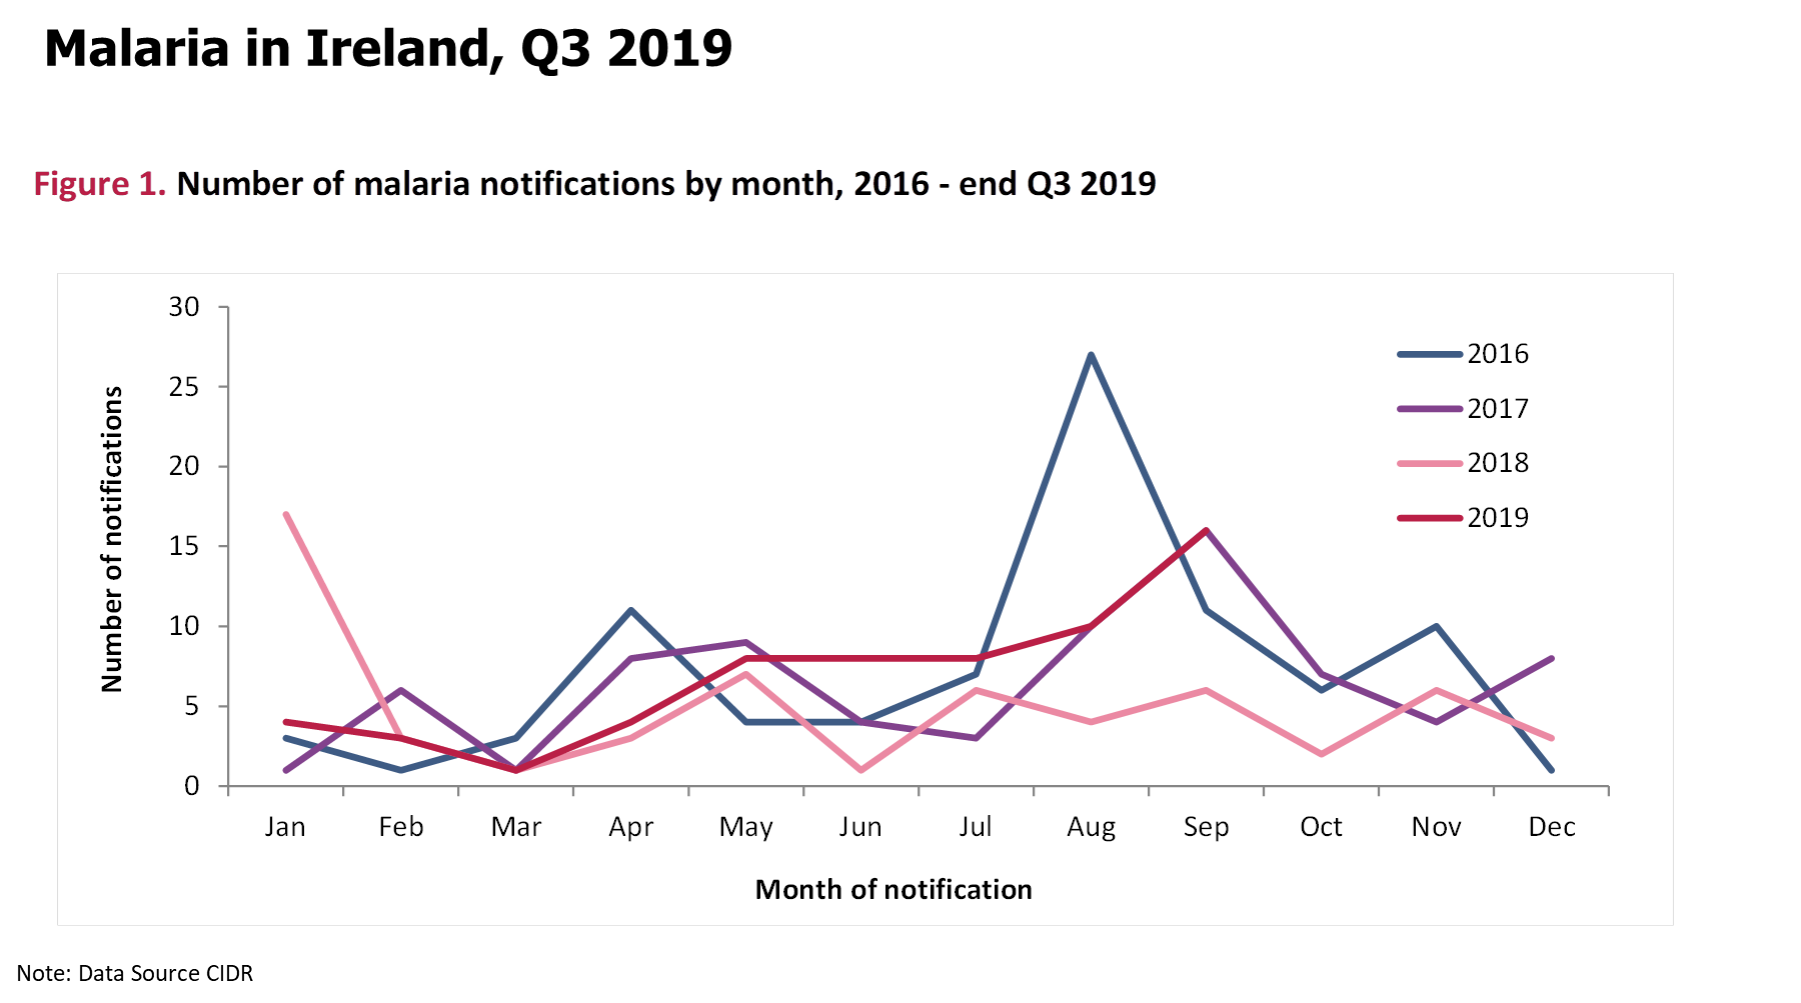 Malaria in Ireland, Q3 2019
Figure 1. Number of malaria notifications by month, 2016 - end Q3 2019
30
25
20
15
10
5
0
Number of notifications
2016
2017
2018
2019
Jan Feb Mar Apr May Jun Jul Aug Sep Oct Nov Dec
Month of notification
Note: Data Source CIDR